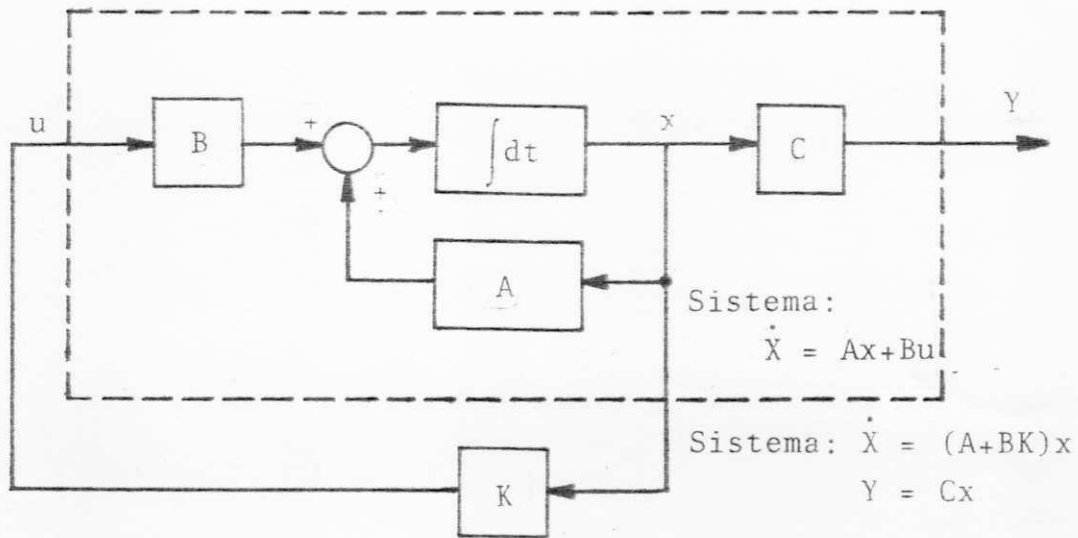 u
B
+
+
∫dt
x
C
Y
A
Sistema:
Ẋ = Ax+Bu
Sistema: Ẋ = (A+BK)x
Y = Cx
K